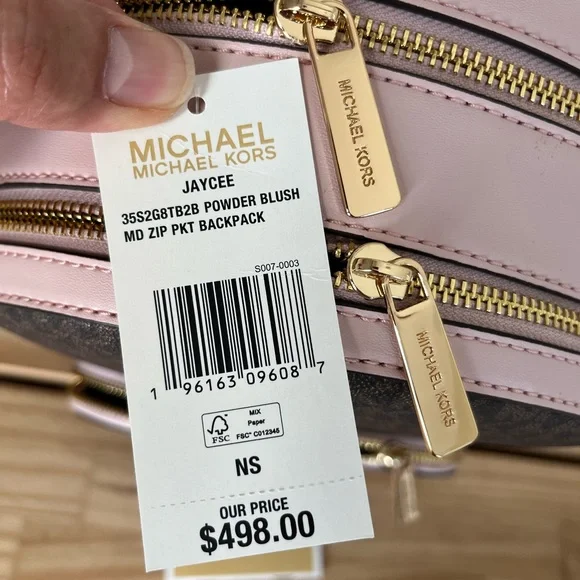 MICHAEL
MICHAEL KORS
JAYCEE
35S2G8TB2B POWDER BLUSH
MD ZIP PKT BACKPACK
S007-0003
1 96163 09608 7
FSC
MIX
Paper
FSC® C012345
NS
OUR PRICE
$498.00
MICHAEL KORS
MICHAEL KORS